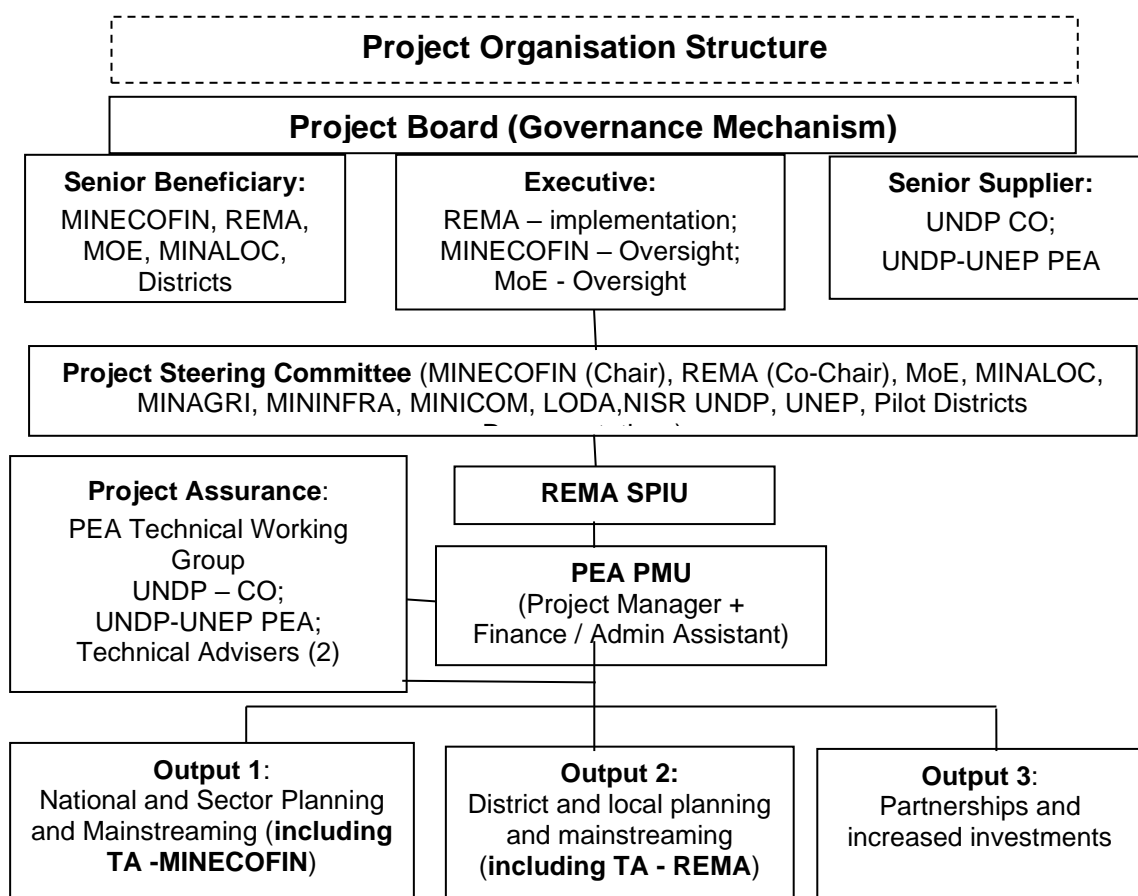 Project Organisation Structure
Project Board (Governance Mechanism)
Senior Beneficiary:
MINECOFIN, REMA,
MOE, MINALOC,
Districts
Executive:
REMA – implementation;
MINECOFIN – Oversight;
MoE - Oversight
Senior Supplier:
UNDP CO;
UNDP-UNEP PEA
Project Steering Committee (MINECOFIN (Chair), REMA (Co-Chair), MoE, MINALOC,
MINAGRI, MININFRA, MINICOM, LODA,NISR UNDP, UNEP, Pilot Districts
Project Assurance:
PEA Technical Working
Group
UNDP – CO;
UNDP-UNEP PEA;
Technical Advisers (2)
REMA SPIU
PEA PMU
(Project Manager +
Finance / Admin Assistant)
Output 1:
National and Sector Planning
and Mainstreaming (including
TA -MINECOFIN)
Output 2:
District and local planning
and mainstreaming
(including TA - REMA)
Output 3:
Partnerships and
increased investments